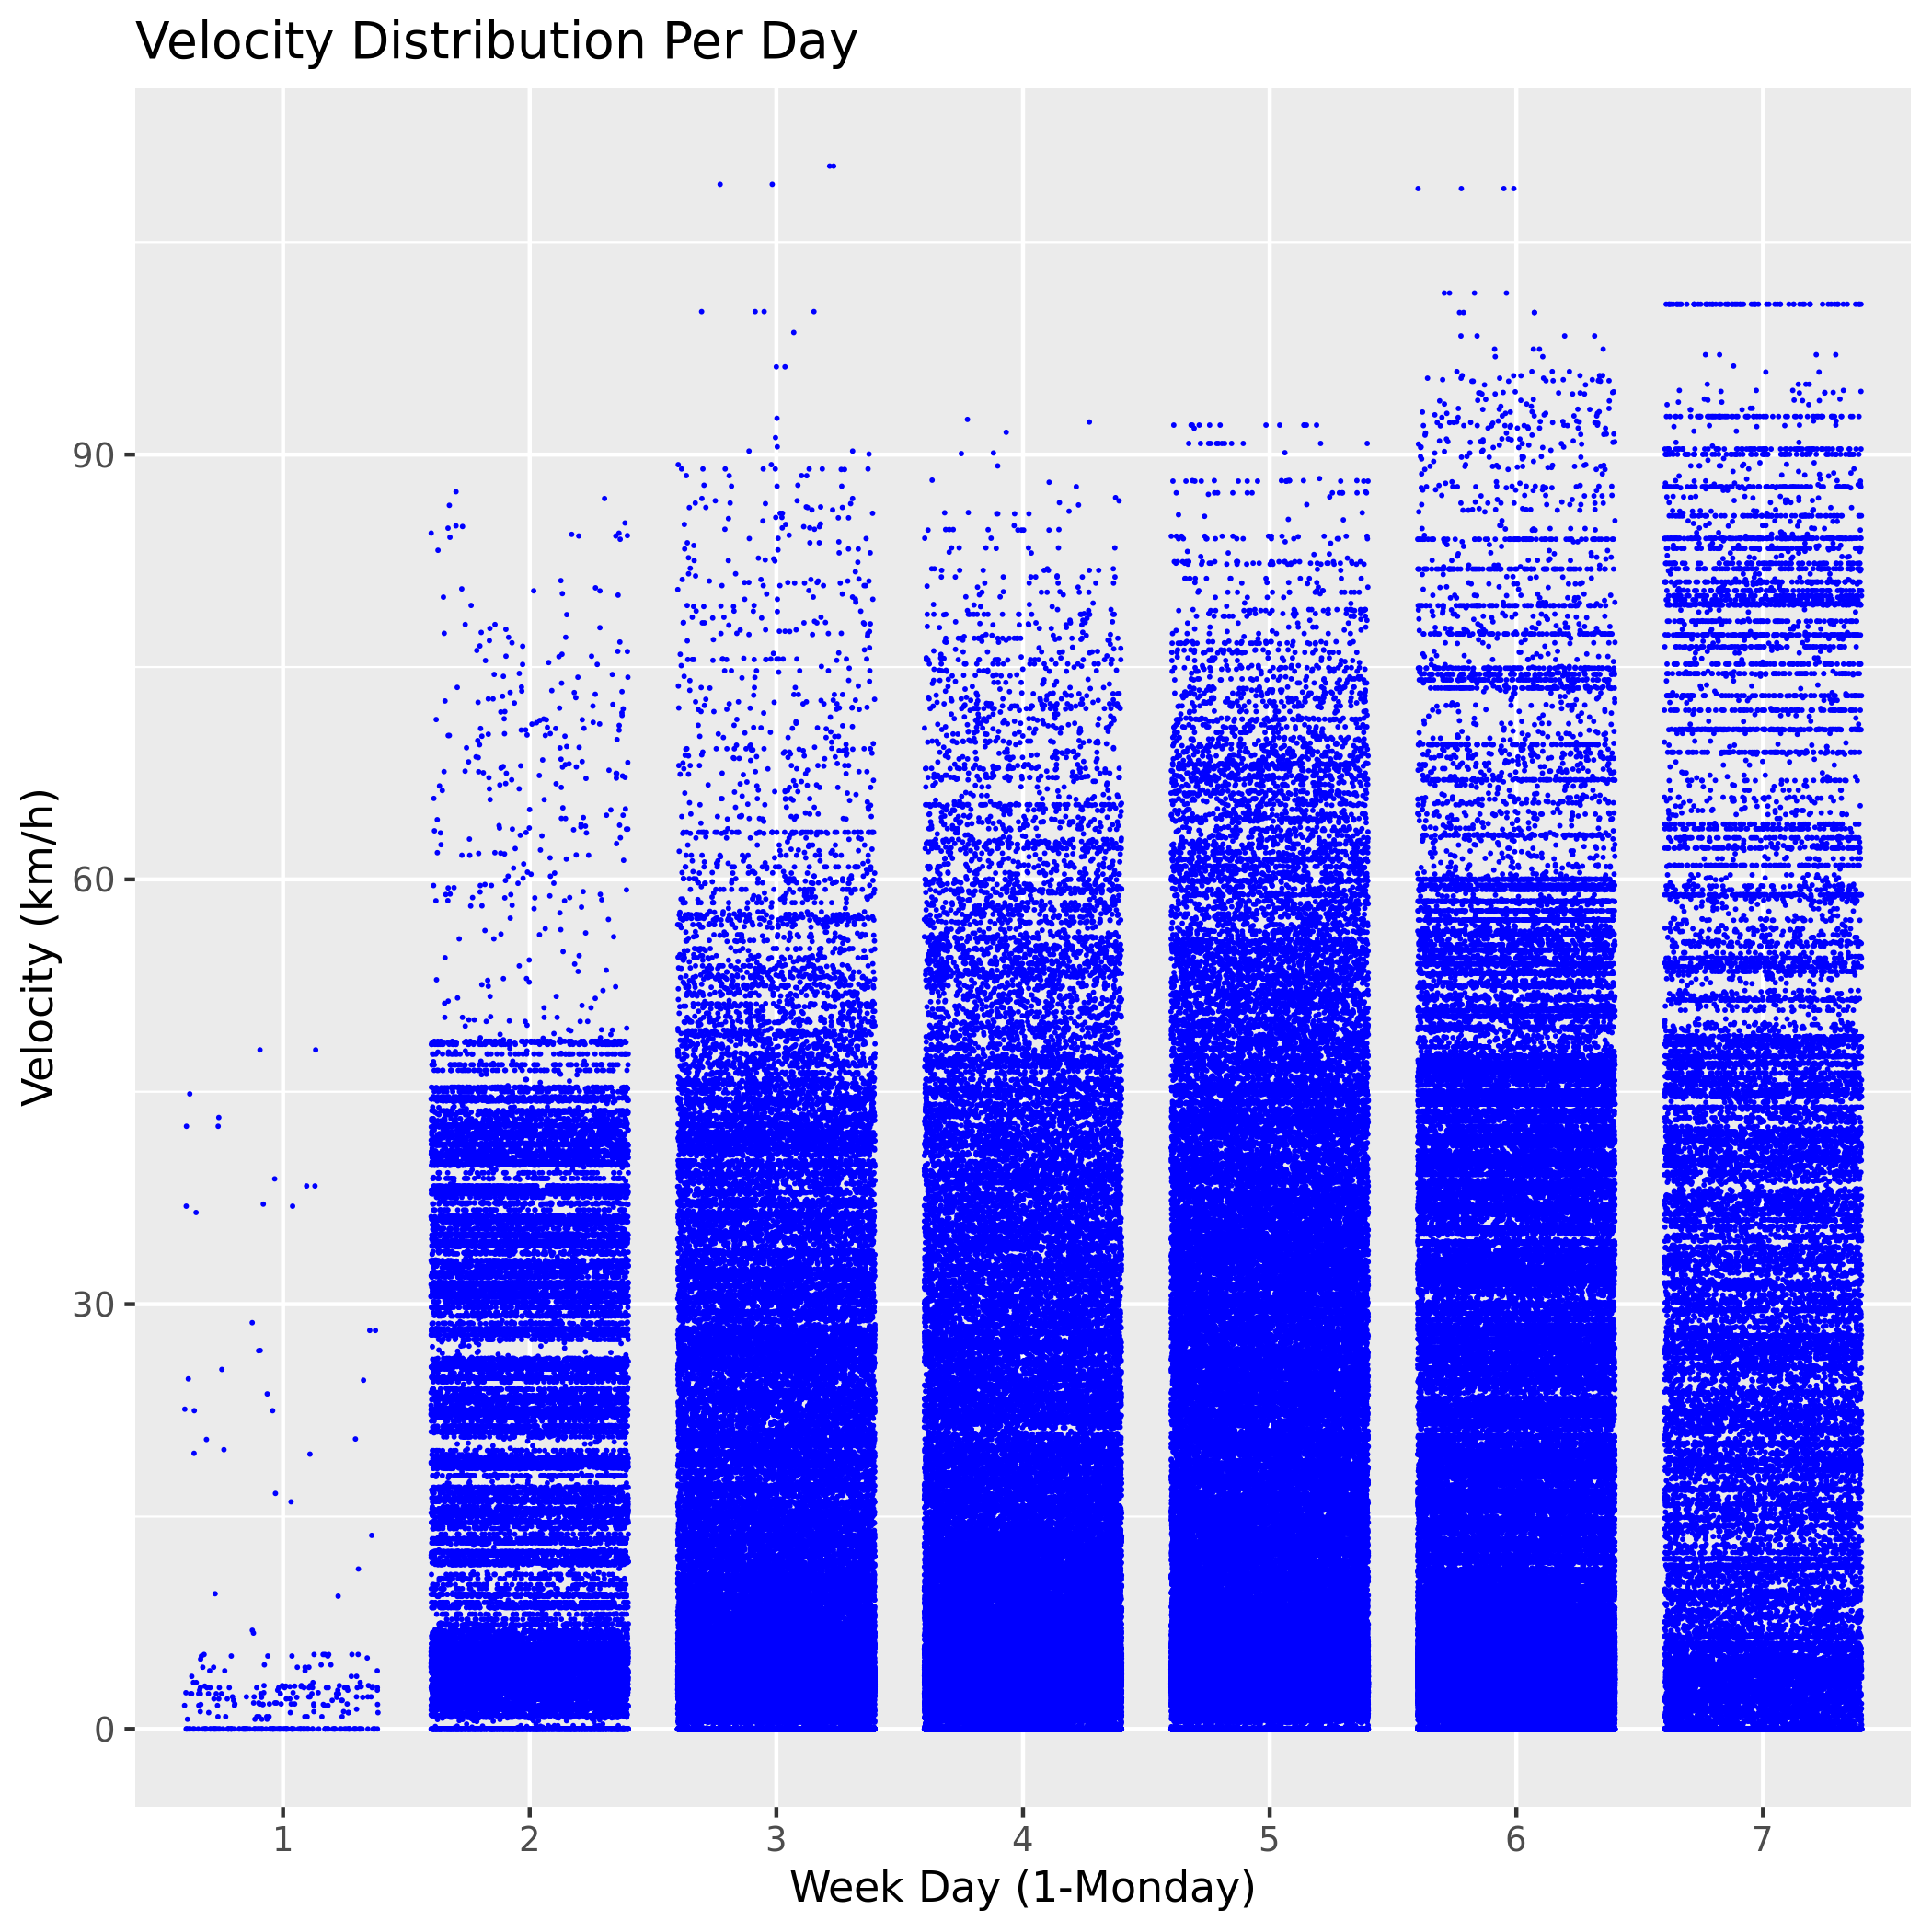 Velocity Distribution Per Day
Velocity (km/h)
90
60
30
0
1 2 3 4 5 6 7
Week Day (1-Monday)